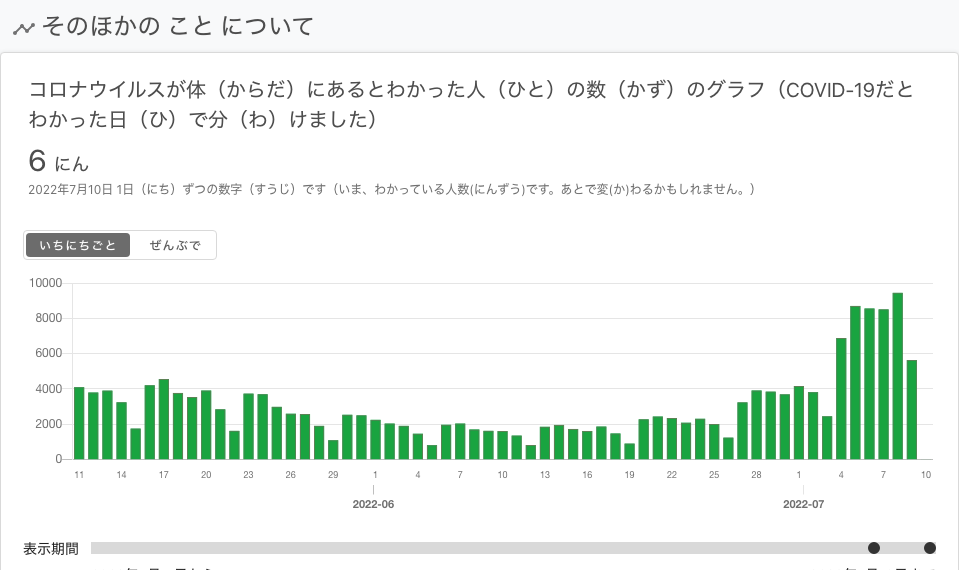 そのほかの こと について
コロナウイルスが体（からだ）にあるとわかった人（ひと）の数（かず）のグラフ（COVID-19だと
わかった日（ひ）で分（わ）けました）
6 にん
2022年7月10日 1日（にち）ずつの数字（すうじ）です（いま、わかっている人数(にんずう)です。あとで変(か)わるかもしれません。）
いちにちごと ぜんぶで
10000
8000
6000
4000
2000
0
11 14 17 20 23 26 29 1 4 7 10 13 16 19 22 25 28 1 4 7 10
2022-06 2022-07
表示期間